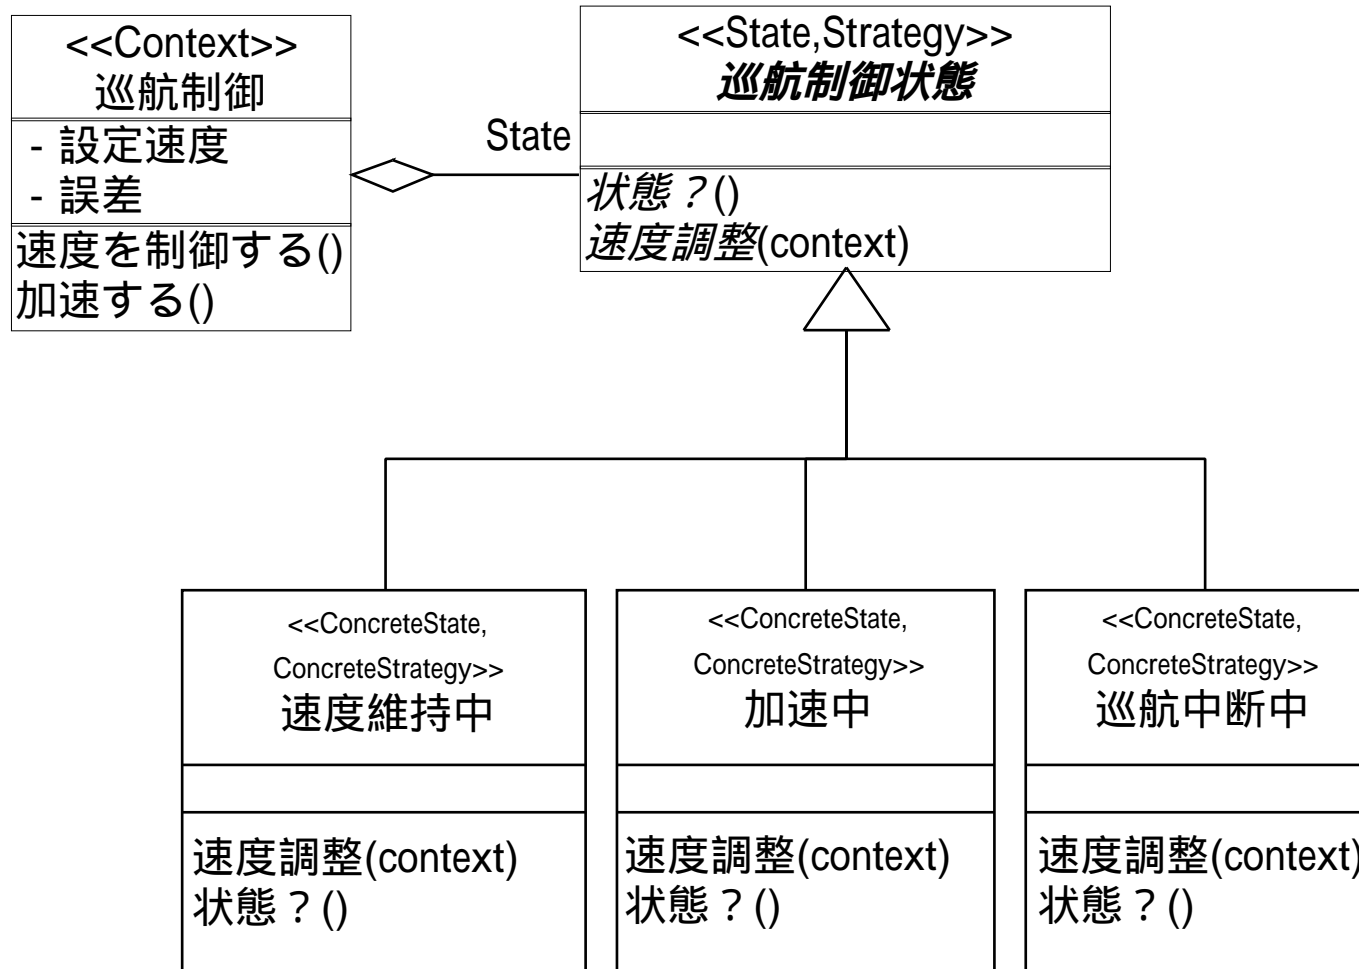 <<Context>>
巡航制御
- 設定速度
- 誤差
速度を制御する()
加速する()
State
<<State,Strategy>>
巡航制御状態
状態？()
速度調整(context)
<<ConcreteState,
ConcreteStrategy>>
速度維持中
速度調整(context)
状態？()
<<ConcreteState,
ConcreteStrategy>>
加速中
速度調整(context)
状態？()
<<ConcreteState,
ConcreteStrategy>>
巡航中断中
速度調整(context)
状態？()